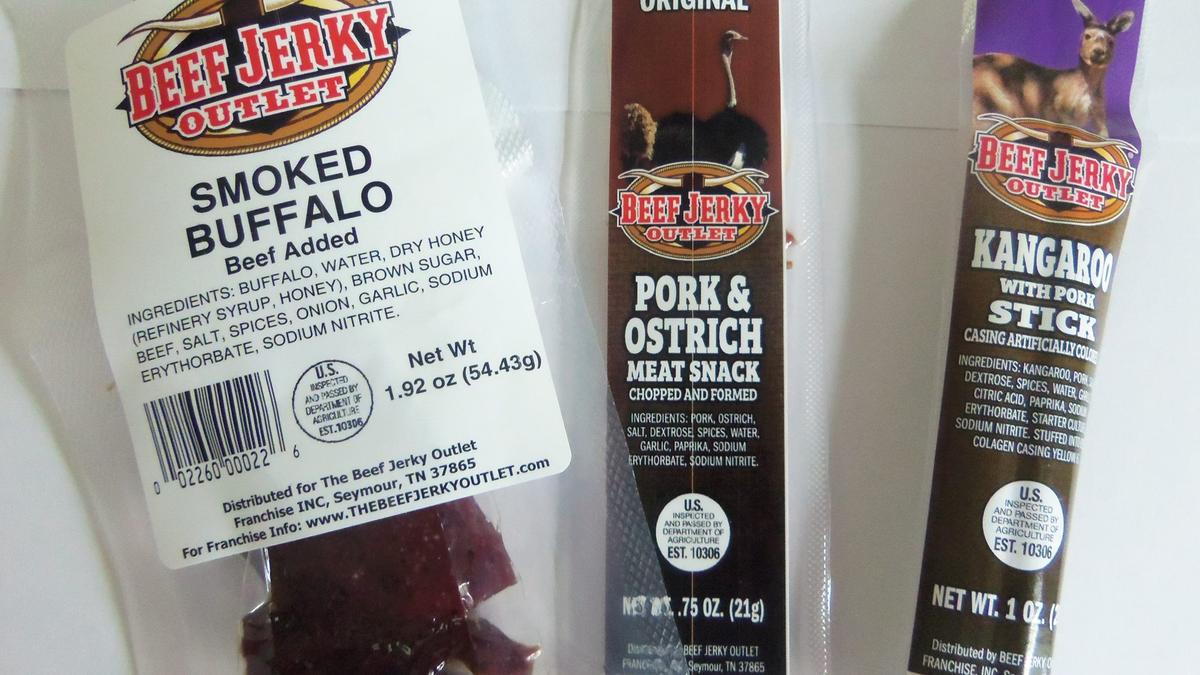 BEEF JERKY
OUTLET
SMOKED
BUFFALO
Beef Added
INGREDIENTS: BUFFALO, WATER, DRY HONEY
(REFINERY SYRUP, HONEY), BROWN SUGAR,
BEEF, SALT, SPICES, ONION, GARLIC, SODIUM
ERYTHORBATE, SODIUM NITRITE.
U.S.
INSPECTED
AND PASSED BY
DEPARTMENT OF
AGRICULTURE
EST.10306
Net Wt
1.92 oz (54.43g)
0 02260 00022 6
Distributed for The Beef Jerky Outlet
Franchise INC, Seymour, TN 37865
For Franchise Info: www.THEBEEFJERKYOUTLET.com
ORIGINAL
BEEF JERKY
OUTLET
PORK &
OSTRICH
MEAT SNACK
CHOPPED AND FORMED
INGREDIENTS: PORK, OSTRICH,
SALT, DEXTROSE, SPICES, WATER,
GARLIC, PAPRIKA, SODIUM
ERYTHORBATE, SODIUM NITRITE.
U.S.
INSPECTED
AND PASSED BY
DEPARTMENT OF
AGRICULTURE
EST. 10306
NET WT. .75 OZ. (21g)
BEEF JERKY OUTLET
Seymour, TN 37865
BEEF JERKY
OUTLET
KANGAROO
WITH PORK
STICK
CASING ARTIFICIALLY
INGREDIENTS: KANGAROO, PORK,
DEXTROSE, SPICES, WATER,
CITRIC ACID, PAPRIKA,
ERYTHORBATE, STARTER
SODIUM NITRITE. STUFFED
COLAGEN CASING YELLOW
U.S.
INSPECTED
AND PASSED BY
DEPARTMENT OF
AGRICULTURE
EST. 10306
NET WT. 1 OZ.
Distributed by BEEF
FRANCHISE, INC.